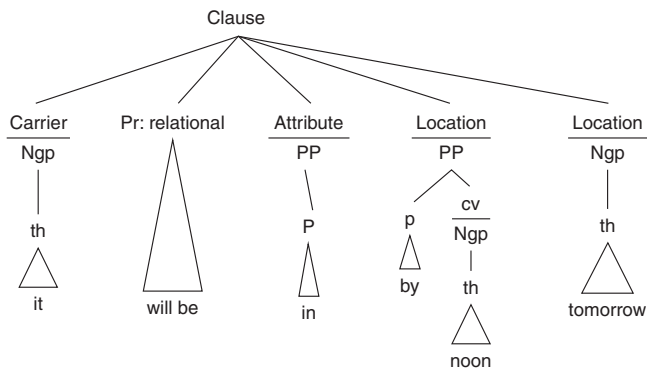 Clause
Carrier Pr: relational Attribute Location Location
Ngp PP PP Ngp
th P p cv th
Ngp
it will be in by th tomorrow
noon